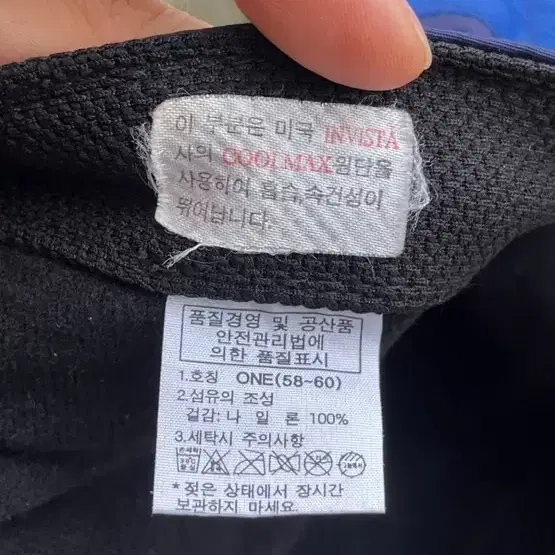 이 부분은 미국 INVISTA
사의 COOLMAX원단을
사용하여 흡습,속건성이
뛰어납니다.
품질경영 및 공산품
안전관리법에
의한 품질표시
1.호칭 ONE(58~60)
2.섬유의 조성
겉감: 나 일 론 100%
3.세탁시 주의사항
* 젖은 상태에서 장시간
보관하지 마세요.